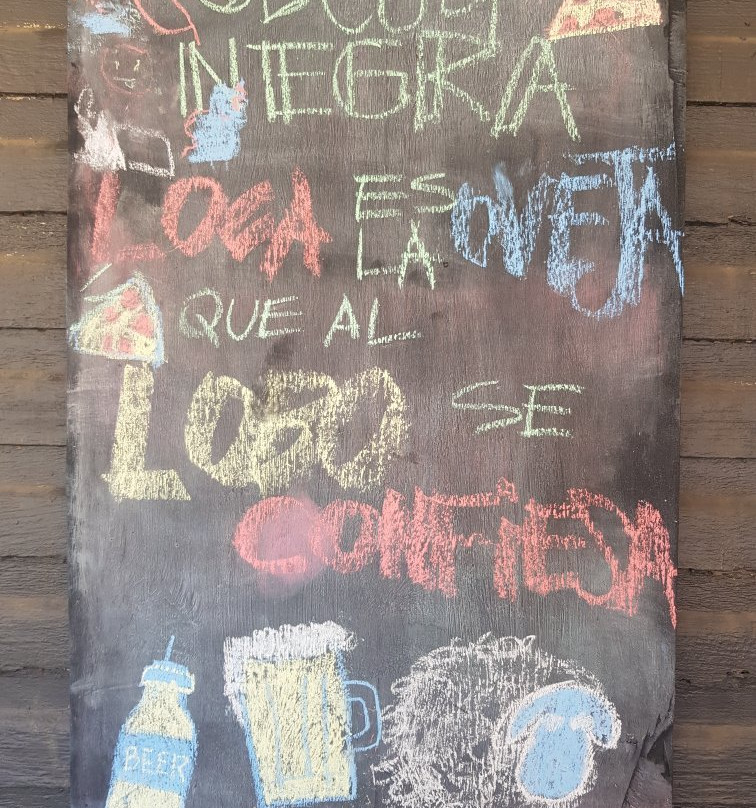 INTEGRA
LOCA ES LA OVEJA
QUE AL
LOBO SE
CONFIESA
BEER